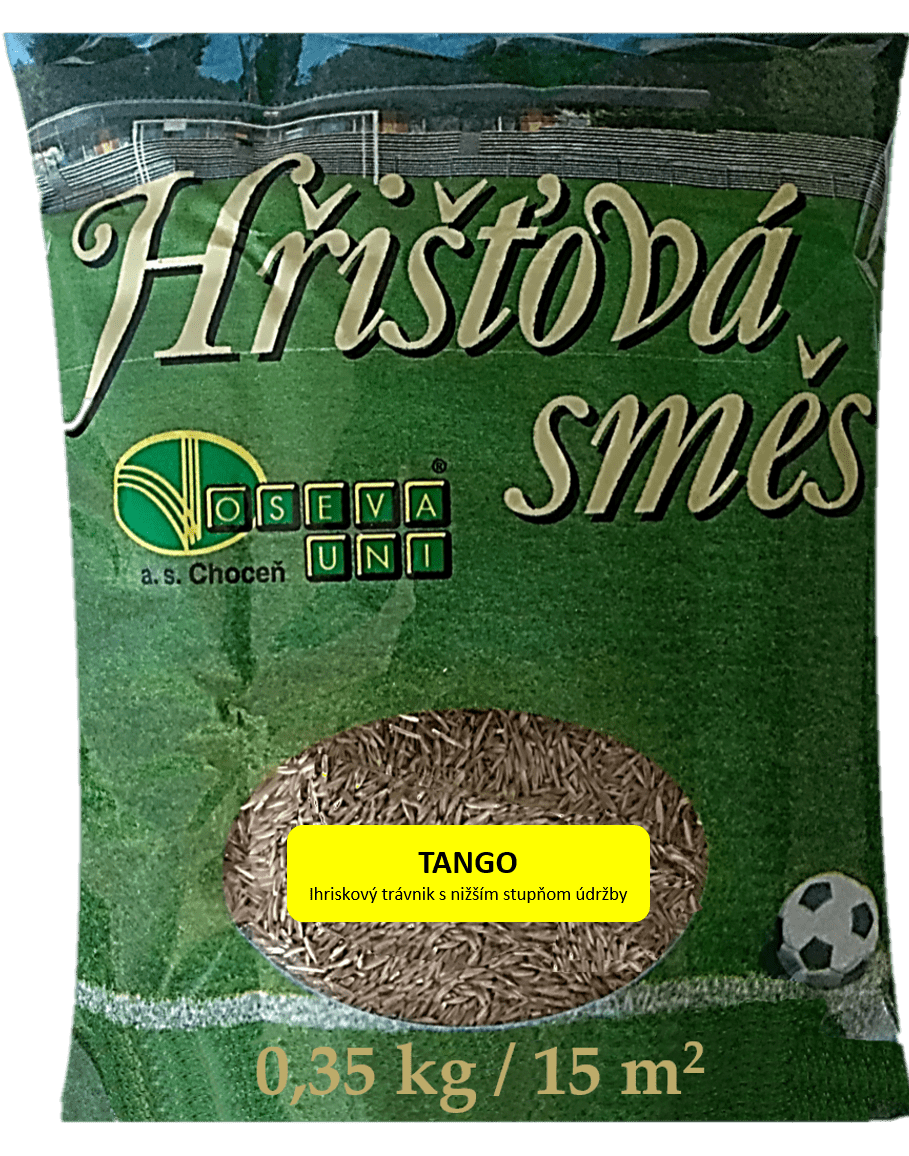 Hřišťová
směs
OSEVA®
UNI
a. s. Choceň
TANGO
Ihriskový trávnik s nižším stupňom údržby
0,35 kg / 15 m²